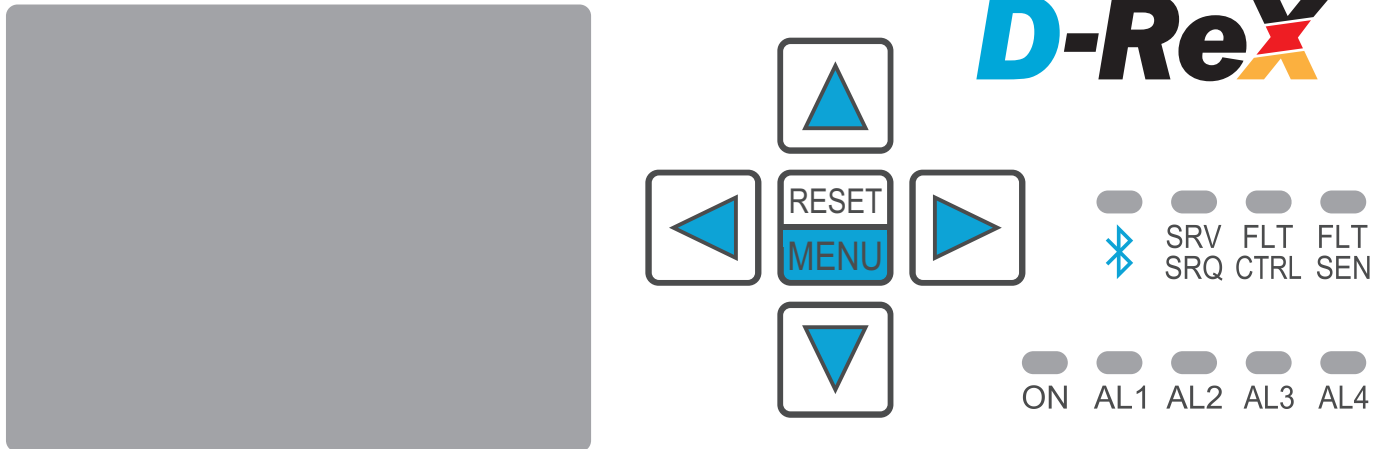 D-ReX
RESET
MENU
SRV FLT FLT
SRQ CTRL SEN
ON AL1 AL2 AL3 AL4